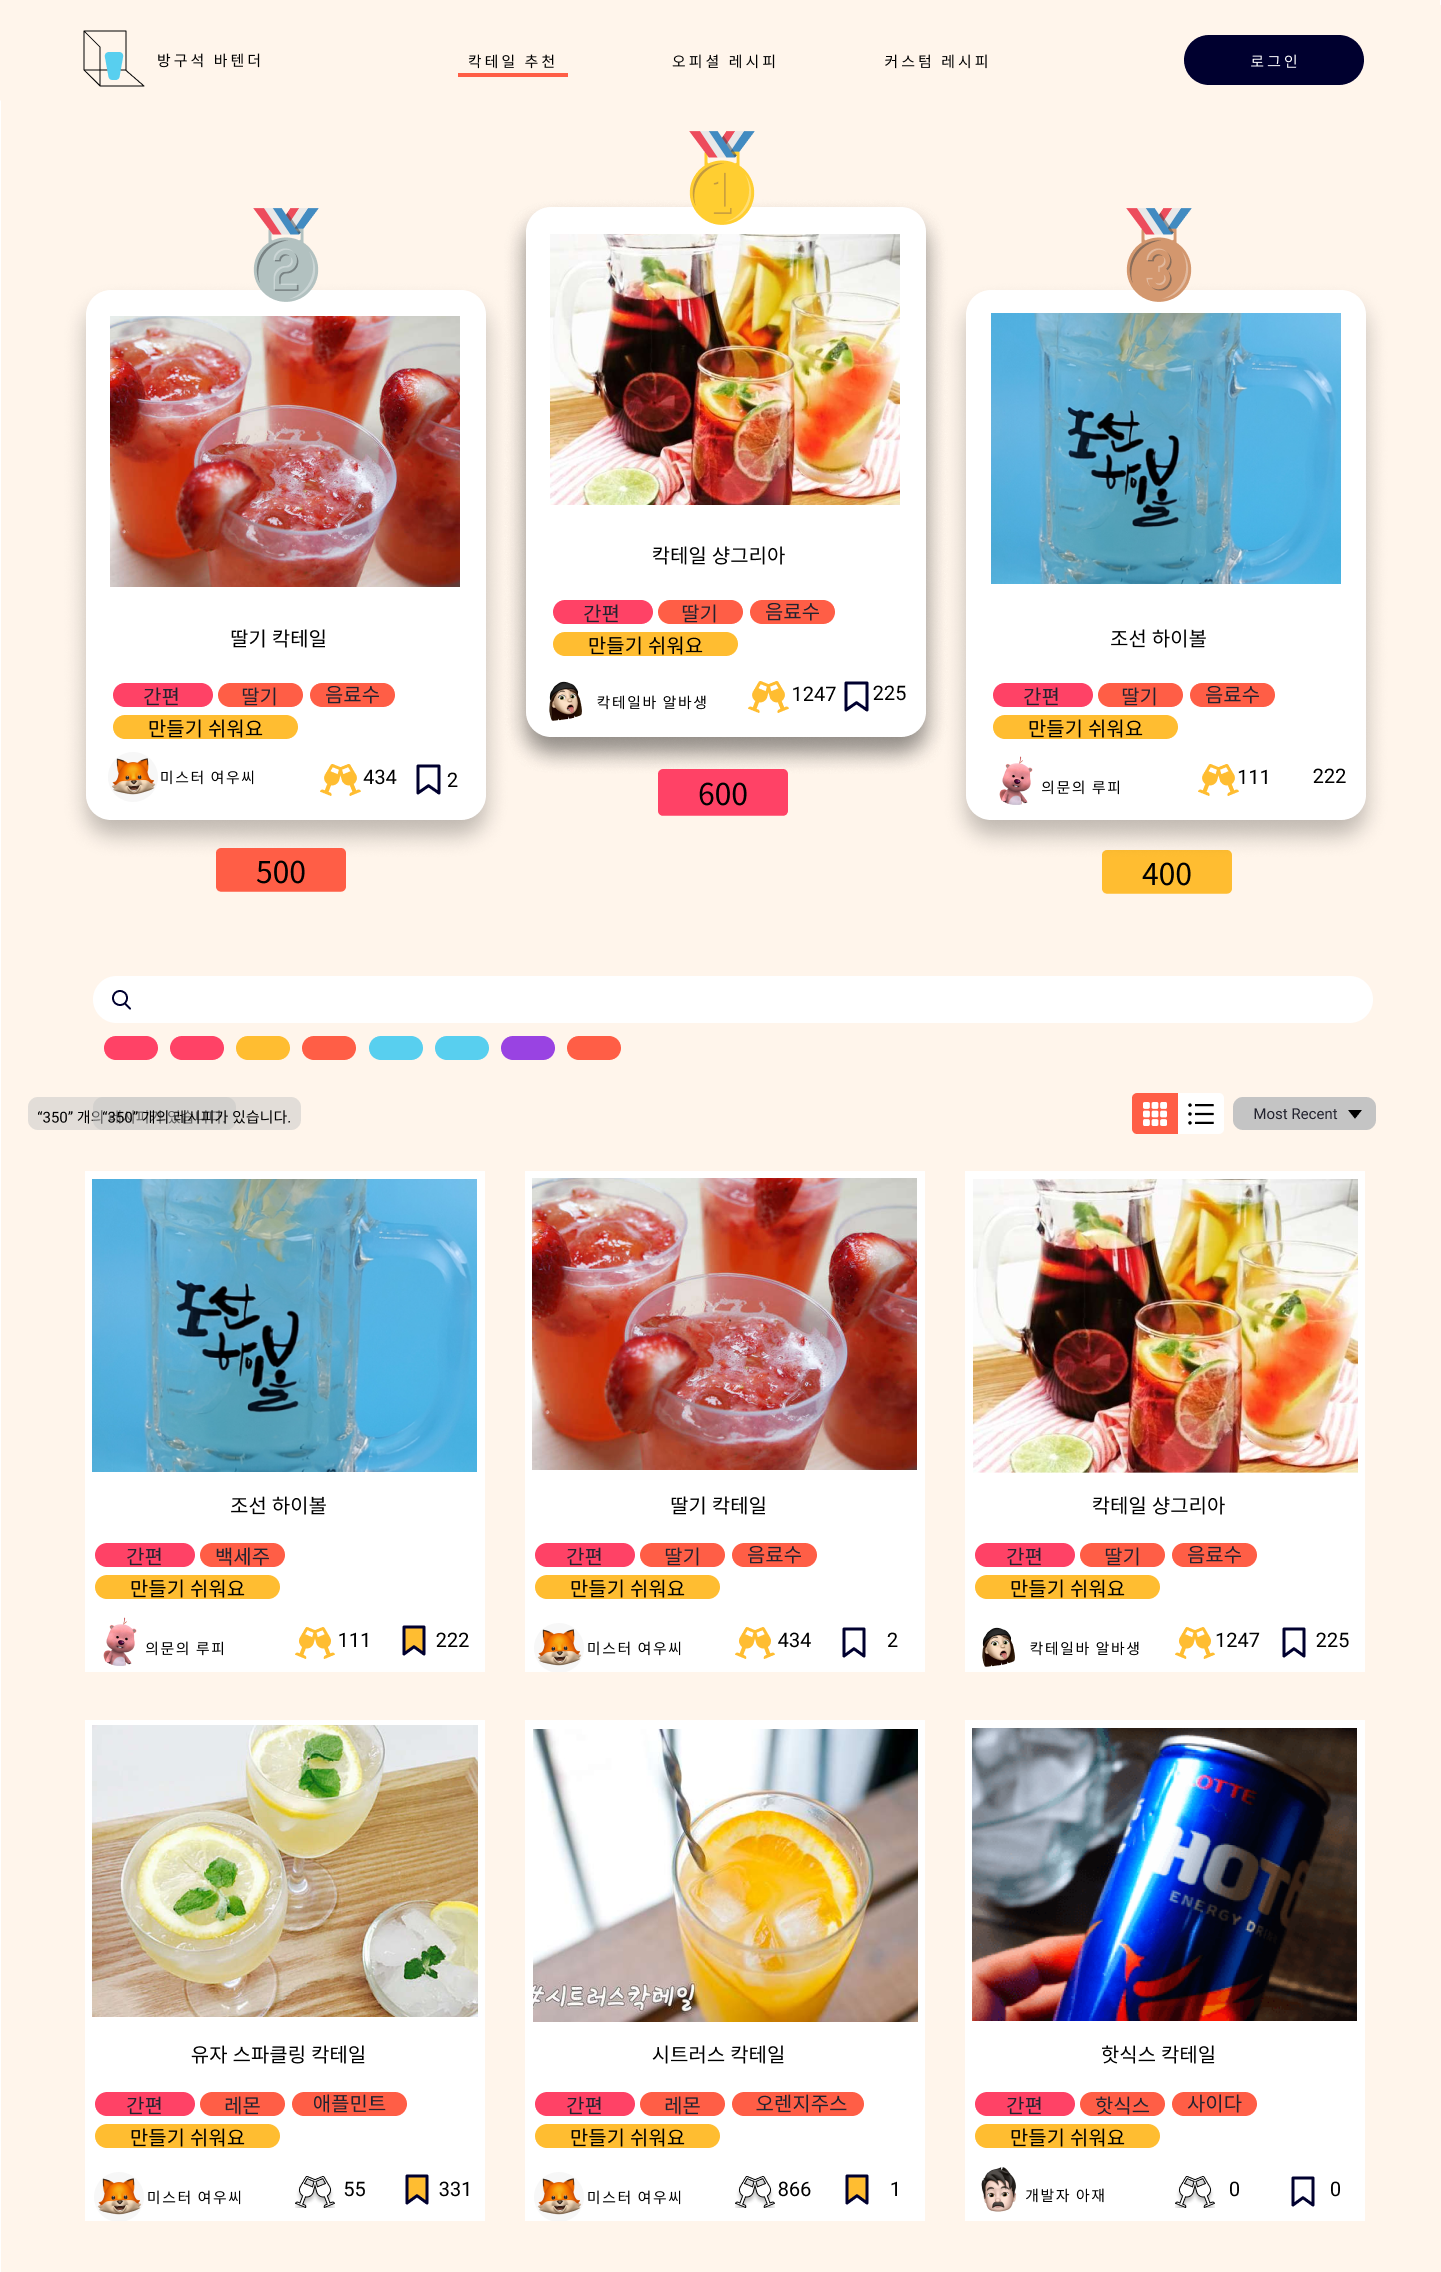 방구석 바텐더
칵테일 추천
오피셜 레시피
커스텀 레시피
로그인
2
1
3
조선
하이볼
딸기 칵테일
간편 딸기 음료수
만들기 쉬워요
미스터 여우씨 434 2
500
칵테일 샹그리아
간편 딸기 음료수
만들기 쉬워요
칵테일바 알바생 1247 225
600
조선 하이볼
간편 딸기 음료수
만들기 쉬워요
의문의 루피 111 222
400
“350” 개의 “350” 개의 레시피가 있습니다.
Most Recent
조선
하이볼
조선 하이볼
간편 백세주
만들기 쉬워요
의문의 루피 111 222
딸기 칵테일
간편 딸기 음료수
만들기 쉬워요
미스터 여우씨 434 2
칵테일 샹그리아
간편 딸기 음료수
만들기 쉬워요
칵테일바 알바생 1247 225
유자 스파클링 칵테일
간편 레몬 애플민트
만들기 쉬워요
미스터 여우씨 55 331
#시트러스칵테일
시트러스 칵테일
간편 레몬 오렌지주스
만들기 쉬워요
미스터 여우씨 866 1
LOTTE
HOT6
ENERGY DRINK
핫식스 칵테일
간편 핫식스 사이다
만들기 쉬워요
개발자 아재 0 0